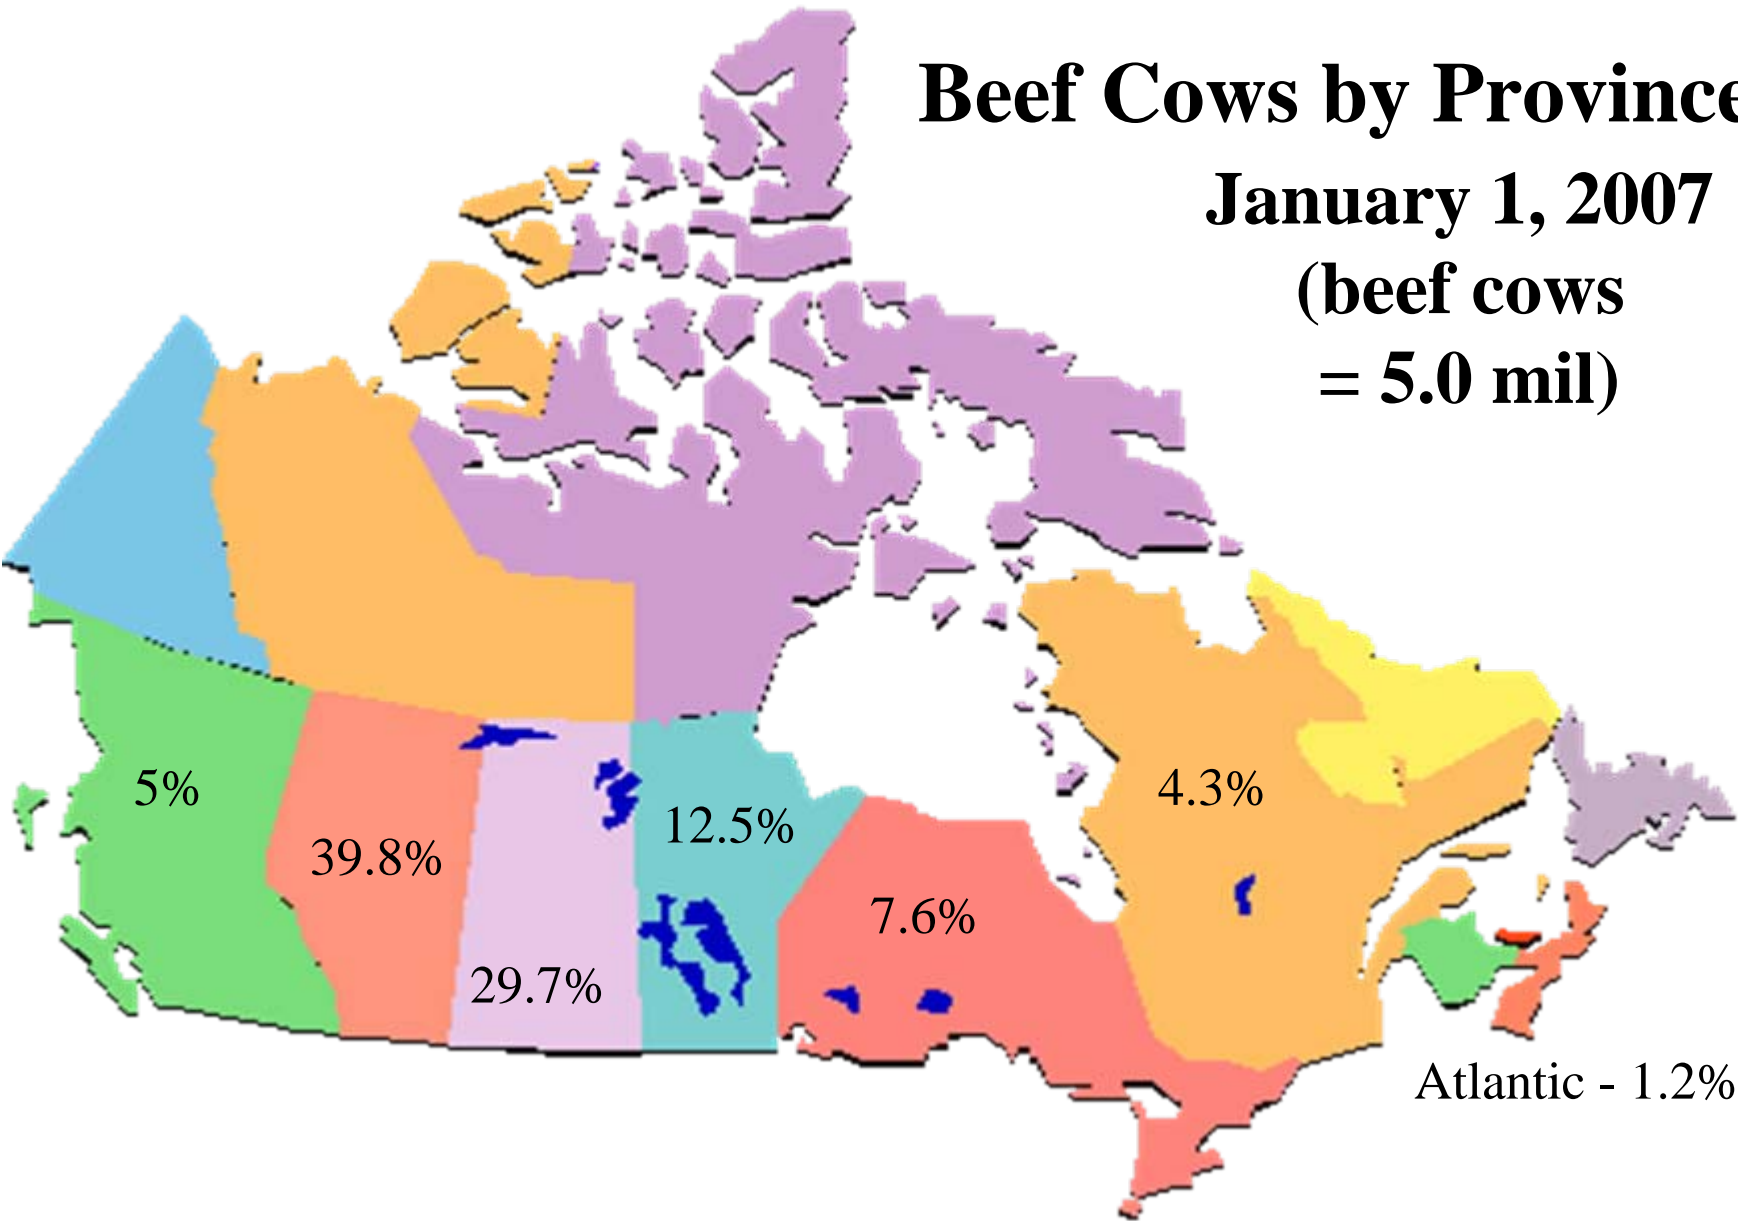 Beef Cows by Province
January 1, 2007
(beef cows
= 5.0 mil)
5%
39.8%
29.7%
12.5%
7.6%
4.3%
Atlantic - 1.2%